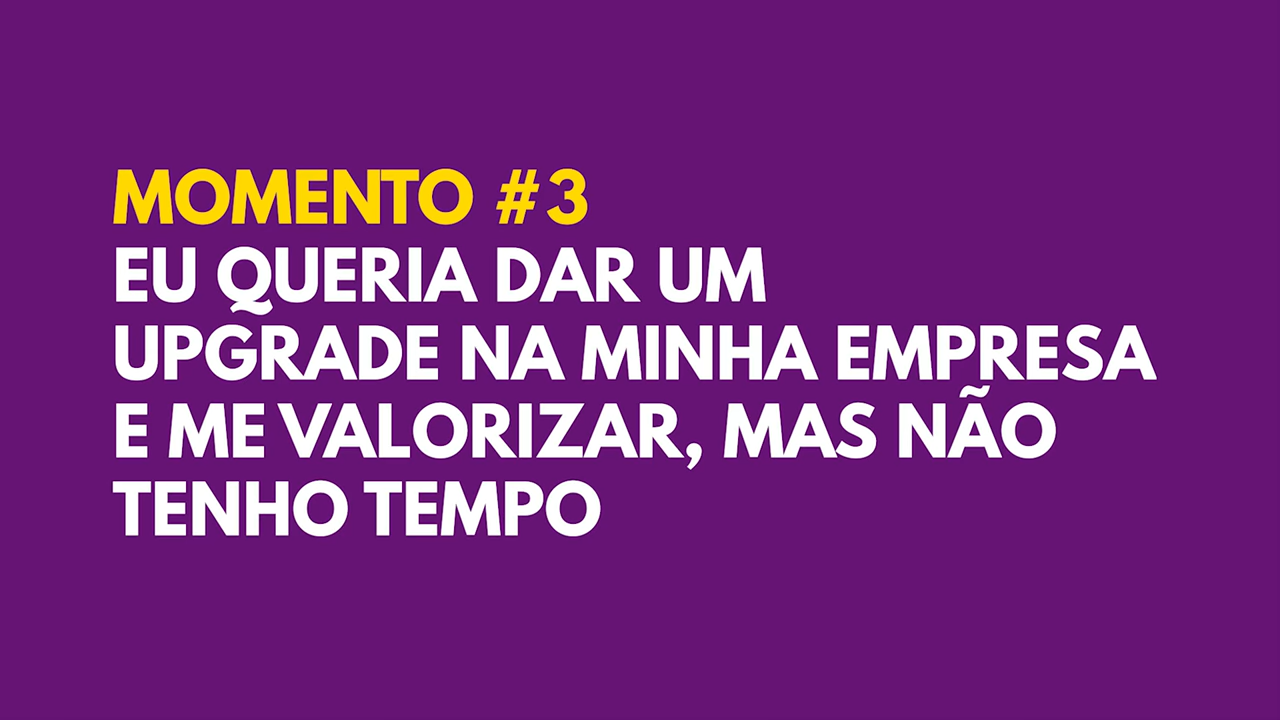 MOMENTO #3
EU QUERIA DAR UM
UPGRADE NA MINHA EMPRESA
E ME VALORIZAR, MAS NÃO
TENHO TEMPO